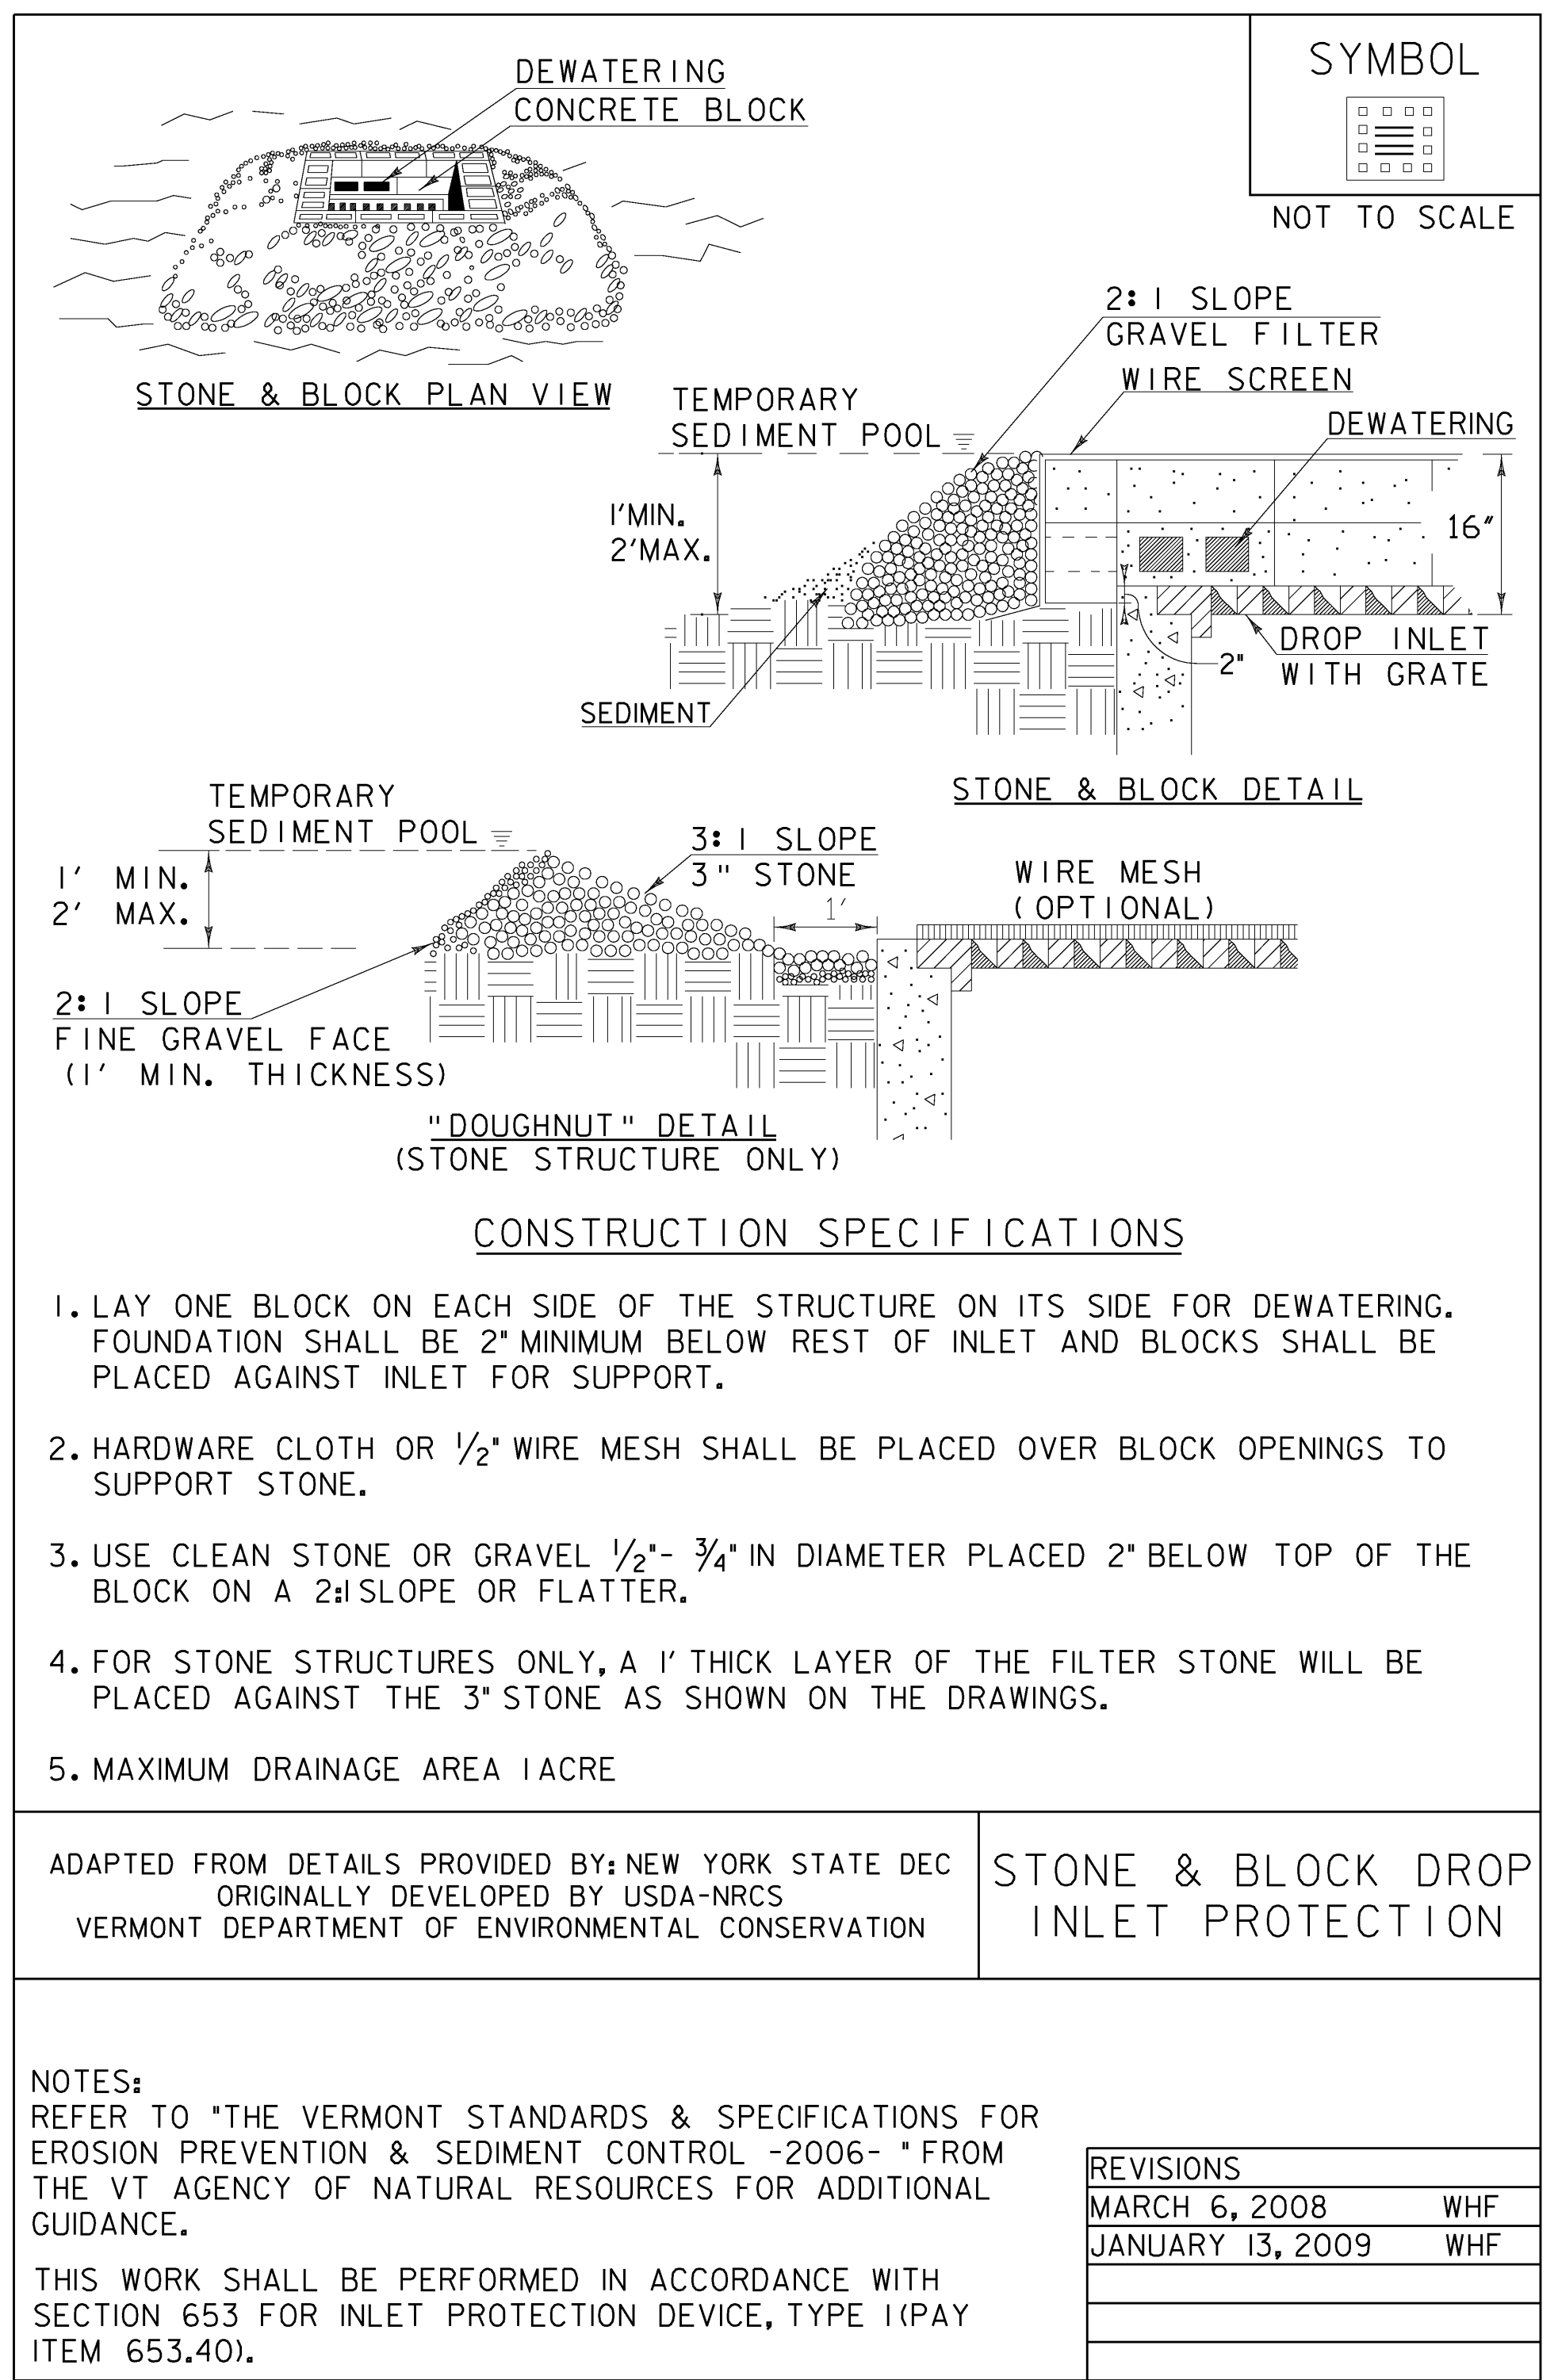 SYMBOL
NOT TO SCALE
DEWATERING
CONCRETE BLOCK
STONE & BLOCK PLAN VIEW
2:1 SLOPE
GRAVEL FILTER
WIRE SCREEN
DEWATERING
TEMPORARY
SEDIMENT POOL
1'MIN.
2'MAX.
16"
DROP INLET
WITH GRATE
2"
SEDIMENT
STONE & BLOCK DETAIL
TEMPORARY
SEDIMENT POOL
1' MIN.
2' MAX.
3:1 SLOPE
3" STONE
1'
WIRE MESH
(OPTIONAL)
2:1 SLOPE
FINE GRAVEL FACE
(1' MIN. THICKNESS)
"DOUGHNUT" DETAIL
(STONE STRUCTURE ONLY)
CONSTRUCTION SPECIFICATIONS
1. LAY ONE BLOCK ON EACH SIDE OF THE STRUCTURE ON ITS SIDE FOR DEWATERING.
FOUNDATION SHALL BE 2" MINIMUM BELOW REST OF INLET AND BLOCKS SHALL BE
PLACED AGAINST INLET FOR SUPPORT.
2. HARDWARE CLOTH OR 1/2" WIRE MESH SHALL BE PLACED OVER BLOCK OPENINGS TO
SUPPORT STONE.
3. USE CLEAN STONE OR GRAVEL 1/2"- 3/4" IN DIAMETER PLACED 2" BELOW TOP OF THE
BLOCK ON A 2:1 SLOPE OR FLATTER.
4. FOR STONE STRUCTURES ONLY, A 1' THICK LAYER OF THE FILTER STONE WILL BE
PLACED AGAINST THE 3" STONE AS SHOWN ON THE DRAWINGS.
5. MAXIMUM DRAINAGE AREA 1 ACRE
ADAPTED FROM DETAILS PROVIDED BY: NEW YORK STATE DEC
ORIGINALLY DEVELOPED BY USDA-NRCS
VERMONT DEPARTMENT OF ENVIRONMENTAL CONSERVATION
STONE & BLOCK DROP
INLET PROTECTION
NOTES:
REFER TO "THE VERMONT STANDARDS & SPECIFICATIONS FOR
EROSION PREVENTION & SEDIMENT CONTROL -2006- " FROM
THE VT AGENCY OF NATURAL RESOURCES FOR ADDITIONAL
GUIDANCE.
THIS WORK SHALL BE PERFORMED IN ACCORDANCE WITH
SECTION 653 FOR INLET PROTECTION DEVICE, TYPE 1 (PAY
ITEM 653.40).
REVISIONS
MARCH 6, 2008 WHF
JANUARY 13, 2009 WHF